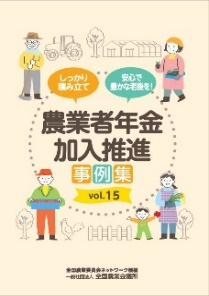 しっかり
積み立て
安心で
豊かな老後を!
農業者年金
加入推進
事例集
vol.15
全国農業委員会ネットワーク機構
一般社団法人 全国農業会議所